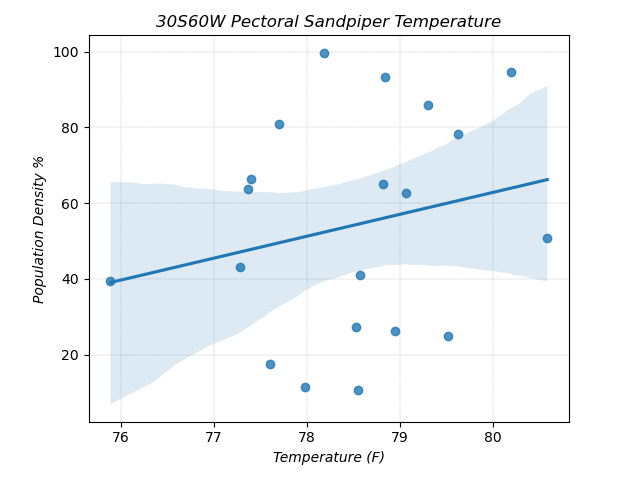 30S60W Pectoral Sandpiper Temperature
100
80
60
40
20
Population Density %
76 77 78 79 80
Temperature (F)